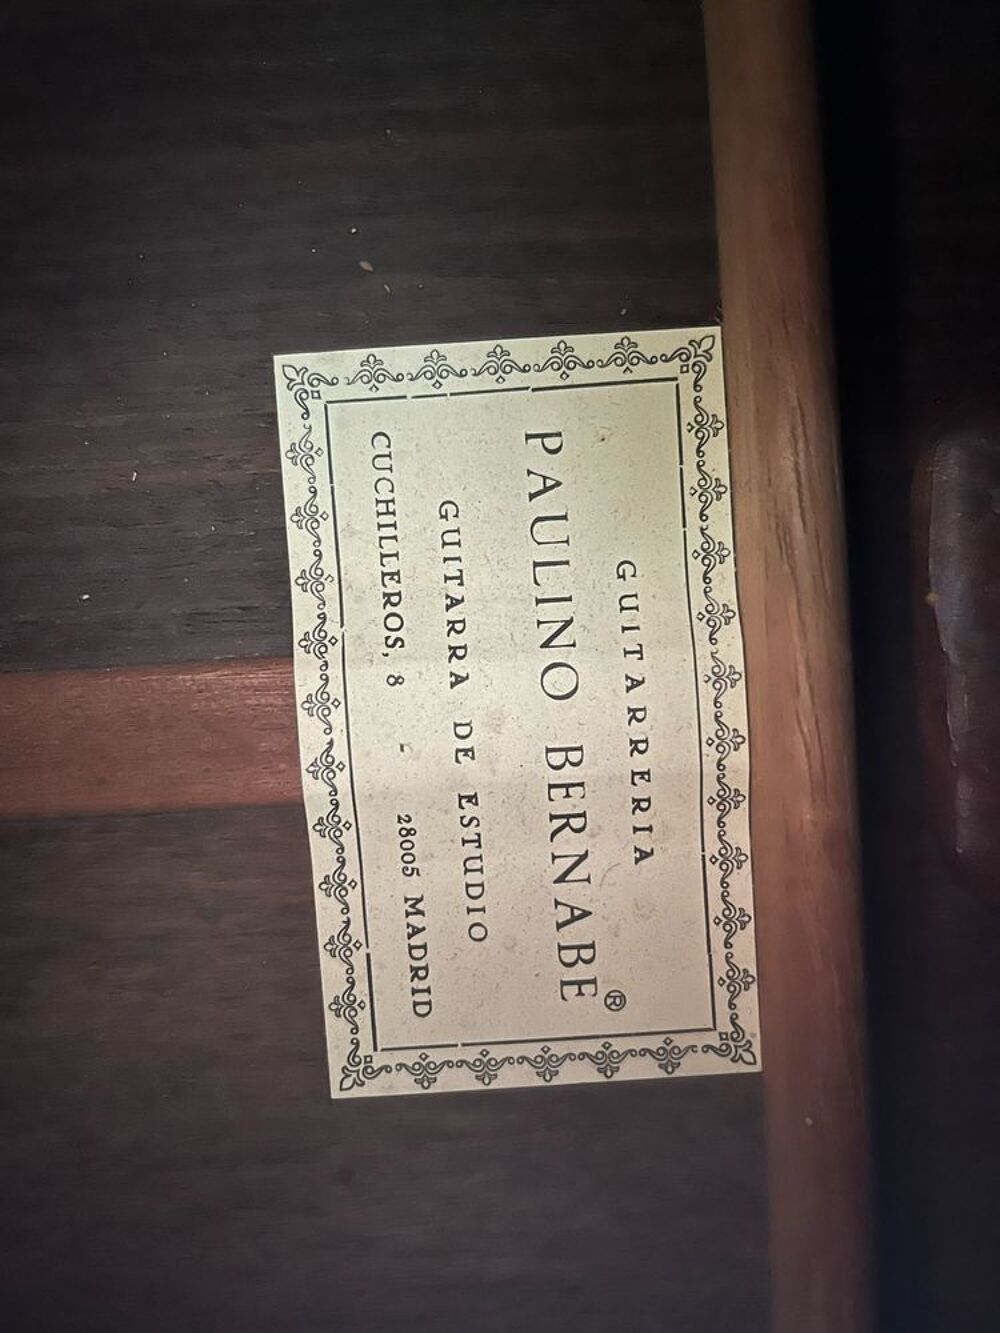 GUITARRERIA
PAULINO BERNABE ®
GUITARRA DE ESTUDIO
CUCHILLEROS, 8 - 28005 MADRID